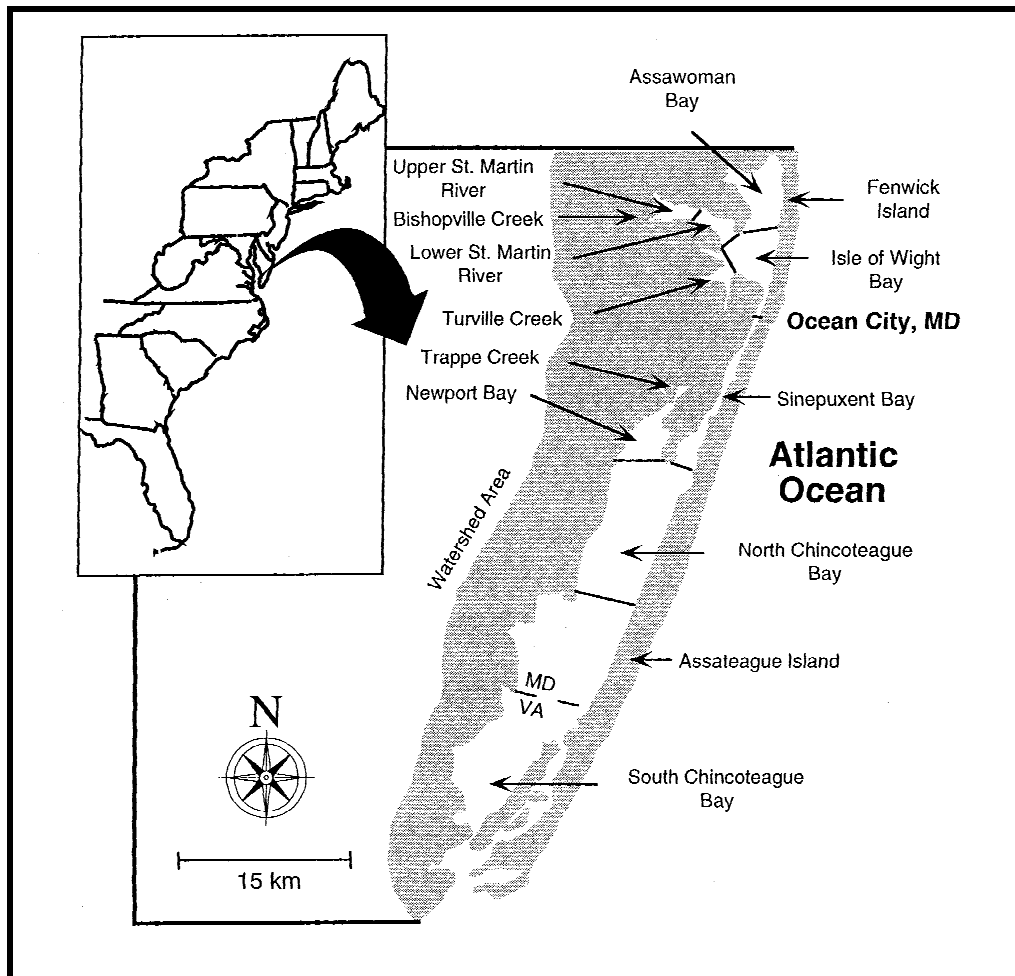 Assawoman
Bay
Upper St. Martin
River
Fenwick
Island
Bishopville Creek
Lower St. Martin
River
Isle of Wight
Bay
Turville Creek
Ocean City, MD
Trappe Creek
Newport Bay
Sinepuxent Bay
Atlantic
Ocean
Watershed Area
North Chincoteague
Bay
Assateague Island
MD
VA
N
South Chincoteague
Bay
15 km